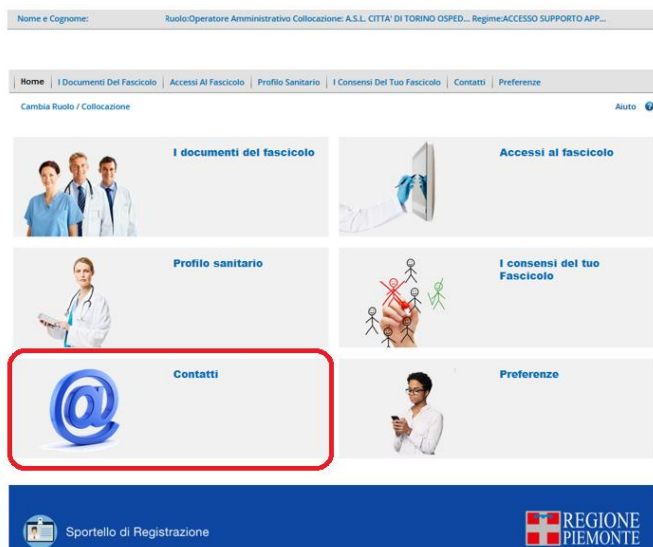 Nome e Cognome: Ruolo:Operatore Amministrativo Collocazione: A.S.L. CITTA' DI TORINO OSPED... Regime:ACCESSO SUPPORTO APP...
Home | I Documenti Del Fascicolo | Accessi Al Fascicolo | Profilo Sanitario | I Consensi Del Tuo Fascicolo | Contatti | Preferenze
Cambia Ruolo / Collocazione Aiuto ?
I documenti del fascicolo
Accessi al fascicolo
Profilo sanitario
I consensi del tuo
Fascicolo
Contatti
Preferenze
Sportello di Registrazione
REGIONE
PIEMONTE